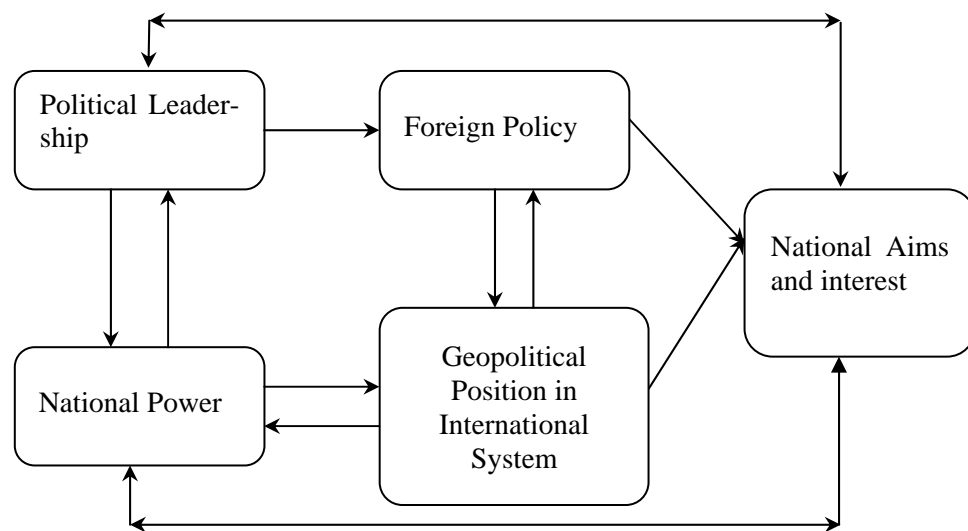 Political Leader-
ship
Foreign Policy
National Aims
and interest
National Power
Geopolitical
Position in
International
System